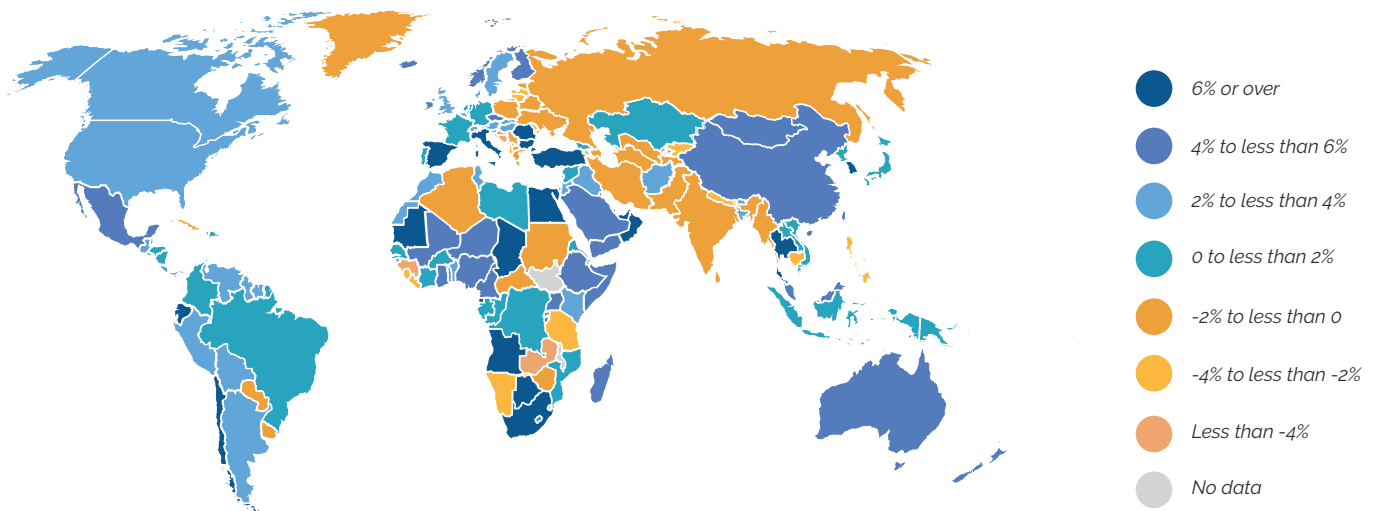 6% or over
4% to less than 6%
2% to less than 4%
0 to less than 2%
-2% to less than 0
-4% to less than -2%
Less than -4%
No data